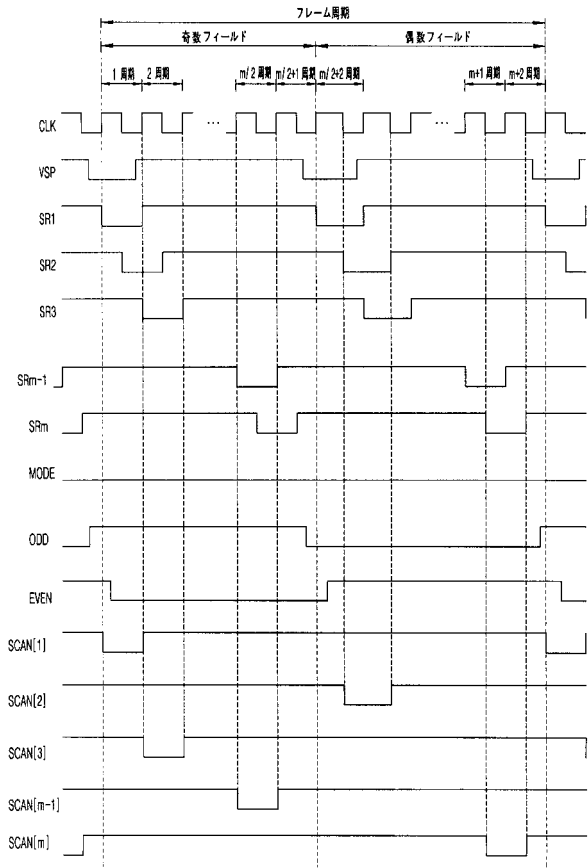 フレーム周期
奇数フィールド
偶数フィールド
1 周期
2 周期
m/2 周期
m/2+1 周期
m/2+2 周期
m+1 周期
m+2 周期
CLK
...
...
VSP
SR1
SR2
SR3
SRm-1
SRm
MODE
ODD
EVEN
SCAN[1]
SCAN[2]
SCAN[3]
SCAN[m-1]
SCAN[m]